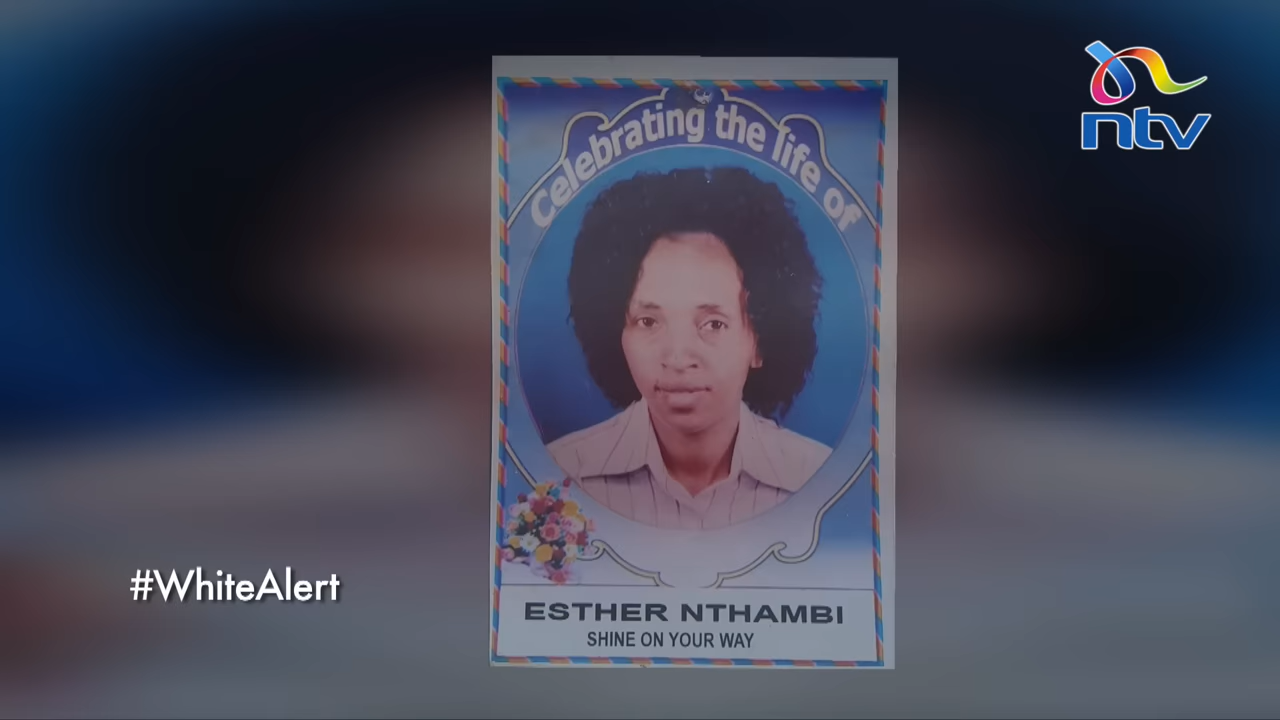 ntv
Celebrating the life of
#WhiteAlert
ESTHER NTHAMBI
SHINE ON YOUR WAY